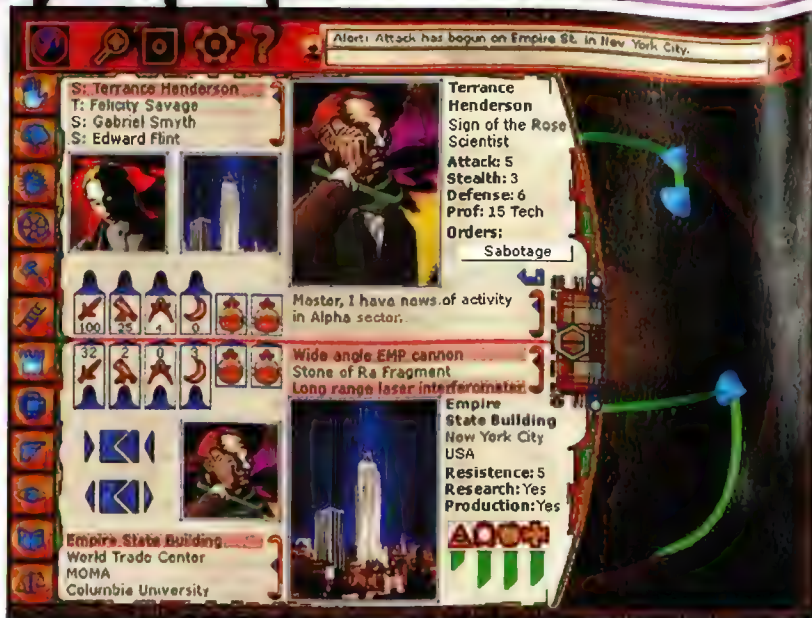 ?
Alert: Attack has begun on Empire St. in New York City.
S: Terrance Henderson
T: Felicity Savage
S: Gabriel Smyth
S: Edward Flint
Terrance
Henderson
Sign of the Rose
Scientist
Attack: 5
Stealth: 3
Defense: 6
Prof: 15 Tech
Orders:
Sabotage
100 25 4 0
Master, I have news of activity
in Alpha sector.
32 2 0 3
Wide angle EMP cannon
Stone of Ra Fragment
Long range laser interferometer
Empire
State Building
New York City
USA
Resistence: 5
Research: Yes
Production: Yes
Empire State Building
World Trade Center
MOMA
Columbia University